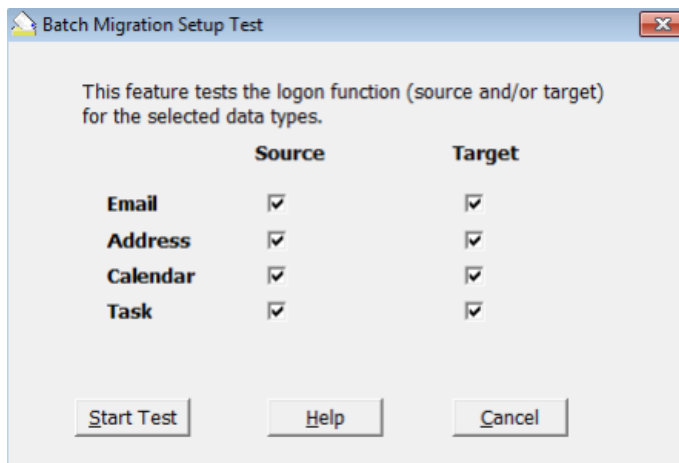 Batch Migration Setup Test
This feature tests the logon function (source and/or target)
for the selected data types.
Source Target
Email
Address
Calendar
Task
Start Test Help Cancel